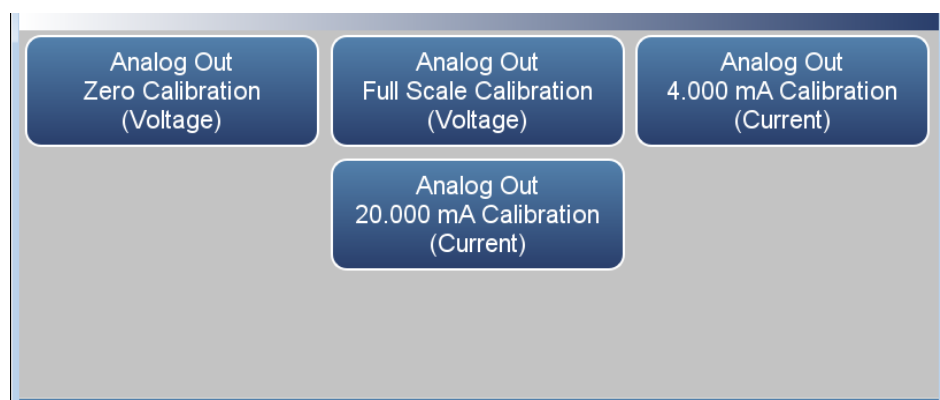 Analog Out
Zero Calibration
(Voltage)
Analog Out
Full Scale Calibration
(Voltage)
Analog Out
4.000 mA Calibration
(Current)
Analog Out
20.000 mA Calibration
(Current)